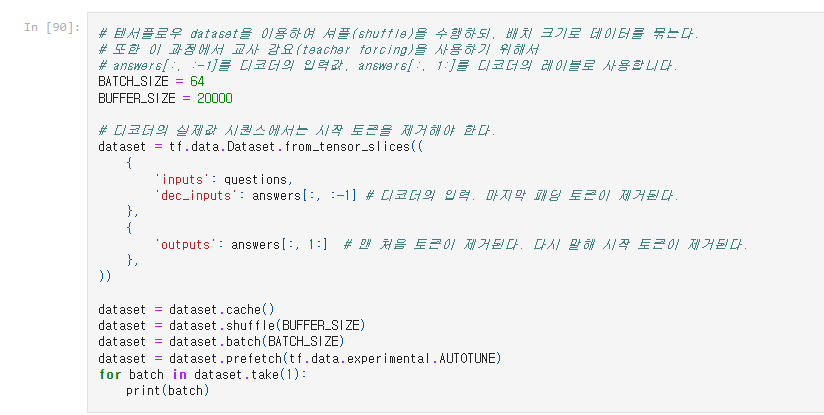 In [90]:
# 텐서플로우 dataset을 이용하여 셔플(shuffle)을 수행하되, 배치 크기로 데이터를 묶는다.
# 또한 이 과정에서 교사 강요(teacher forcing)을 사용하기 위해서
# answers[:, :-1]를 디코더의 입력값, answers[:, 1:]를 디코더의 레이블로 사용합니다.
BATCH_SIZE = 64
BUFFER_SIZE = 20000
# 디코더의 실제값 시퀀스에서는 시작 토큰을 제거해야 한다.
dataset = tf.data.Dataset.from_tensor_slices((
    {
        'inputs': questions,
        'dec_inputs': answers[:, :-1] # 디코더의 입력. 마지막 패딩 토큰이 제거된다.
    },
    {
        'outputs': answers[:, 1:]  # 맨 처음 토큰이 제거된다. 다시 말해 시작 토큰이 제거된다.
    },
))
dataset = dataset.cache()
dataset = dataset.shuffle(BUFFER_SIZE)
dataset = dataset.batch(BATCH_SIZE)
dataset = dataset.prefetch(tf.data.experimental.AUTOTUNE)
for batch in dataset.take(1):
    print(batch)